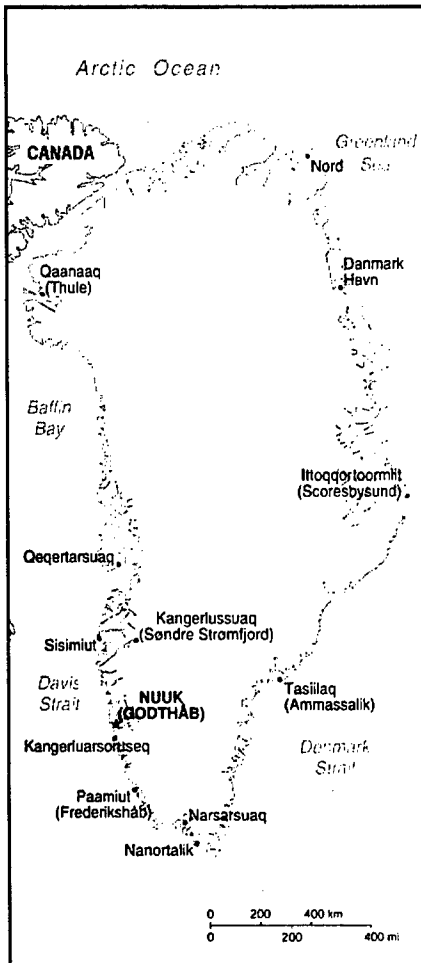 Arctic Ocean
CANADA
Greenland
Sea
Nord
Qaanaaq
(Thule)
Danmark
Havn
Baffin
Bay
Ittoqqortoormiit
(Scoresbysund)
Qeqertarsuaq
Kangerlussuaq
(Søndre Strømfjord)
Sisimiut
Davis
Strait
NUUK
(GODTHÅB)
Tasiilaq
(Ammassalik)
Kangerluarsoruseq
Denmark
Strait
Paamiut
(Frederikshåb)
Narsarsuaq
Nanortalik
0 200 400 km
0 200 400 mi